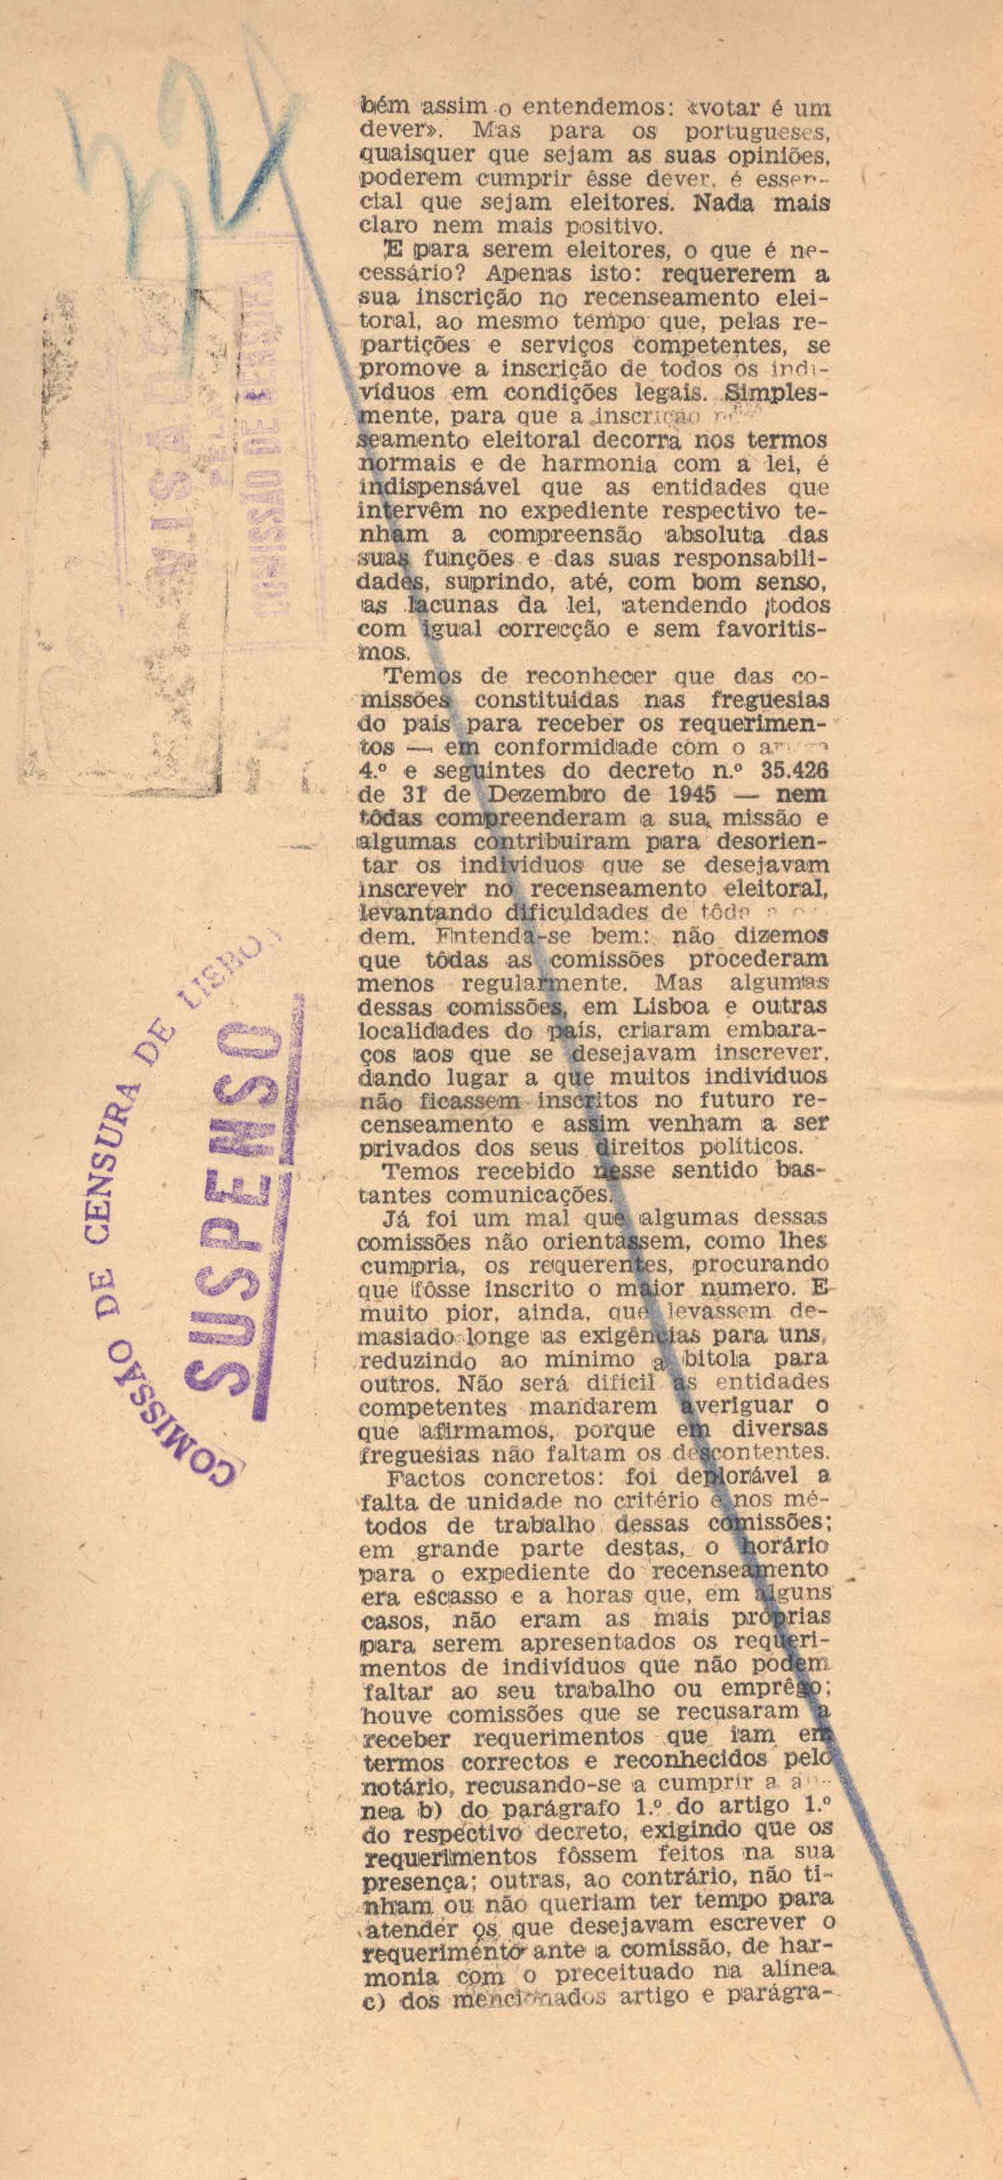 bém assim o entendemos: «votar é um
dever». Mas para os portugueses,
quaisquer que sejam as suas opiniões,
poderem cumprir êsse dever, é essen-
cial que sejam eleitores. Nada mais
claro nem mais positivo.
E para serem eleitores, o que é ne-
cessário? Apenas isto: requererem a
sua inscrição no recenseamento elei-
toral, ao mesmo tempo que, pelas re-
partições e serviços competentes, se
promove a inscrição de todos os indi-
víduos em condições legais. Simples-
mente, para que a inscrição
seamento eleitoral decorra nos termos
normais e de harmonia com a lei, é
indispensável que as entidades que
intervêm no expediente respectivo te-
nham a compreensão absoluta das
suas funções e das suas responsabili-
dades, suprindo, até, com bom senso,
as lacunas da lei, atendendo todos
com igual correcção e sem favoritis-
mos.
Temos de reconhecer que das co-
missões constituidas nas freguesias
do país para receber os requerimen-
tos — em conformidade com o
4.º e seguintes do decreto n.º 35.426
de 31 de Dezembro de 1945 — nem
tôdas compreenderam a sua missão e
algumas contribuiram para desorien-
tar os individuos que se desejavam
inscrever no recenseamento eleitoral,
levantando dificuldades de tôda
dem. Entenda-se bem: não dizemos
que tôdas as comissões procederam
menos regularmente. Mas algumas
dessas comissões, em Lisboa e outras
localidades do país, criaram embara-
ços aos que se desejavam inscrever,
dando lugar a que muitos indivíduos
não ficassem inscritos no futuro re-
censeamento e assim venham a ser
privados dos seus direitos políticos.
Temos recebido nesse sentido bas-
tantes comunicações.
Já foi um mal que algumas dessas
comissões não orientassem, como lhes
cumpria, os requerentes, procurando
que fôsse inscrito o maior numero. E
muito pior, ainda, que levassem de-
masiado longe as exigências para uns,
reduzindo ao minimo a bitola para
outros. Não será dificil as entidades
competentes mandarem averiguar o
que afirmamos, porque em diversas
freguesias não faltam os descontentes.
Factos concretos: foi deplorável a
falta de unidade no critério e nos mé-
todos de trabalho dessas comissões;
em grande parte destas, o horário
para o expediente do recenseamento
era escasso e a horas que, em alguns
casos, não eram as mais próprias
para serem apresentados os requeri-
mentos de indivíduos que não podem
faltar ao seu trabalho ou emprêgo;
houve comissões que se recusaram a
receber requerimentos que iam em
termos correctos e reconhecidos pelo
notário, recusando-se a cumprir a
nea b) do parágrafo 1.º do artigo 1.º
do respectivo decreto, exigindo que os
requerimentos fôssem feitos na sua
presença; outras, ao contrário, não ti-
nham ou não queriam ter tempo para
atender os que desejavam escrever o
requerimento ante a comissão, de har-
monia com o preceituado na alínea
c) dos mencionados artigo e parágra-
VISADO
PELA
COMISSÃO DE CENSURA
COMISSÃO DE CENSURA DE LISBOA
SUSPENSO